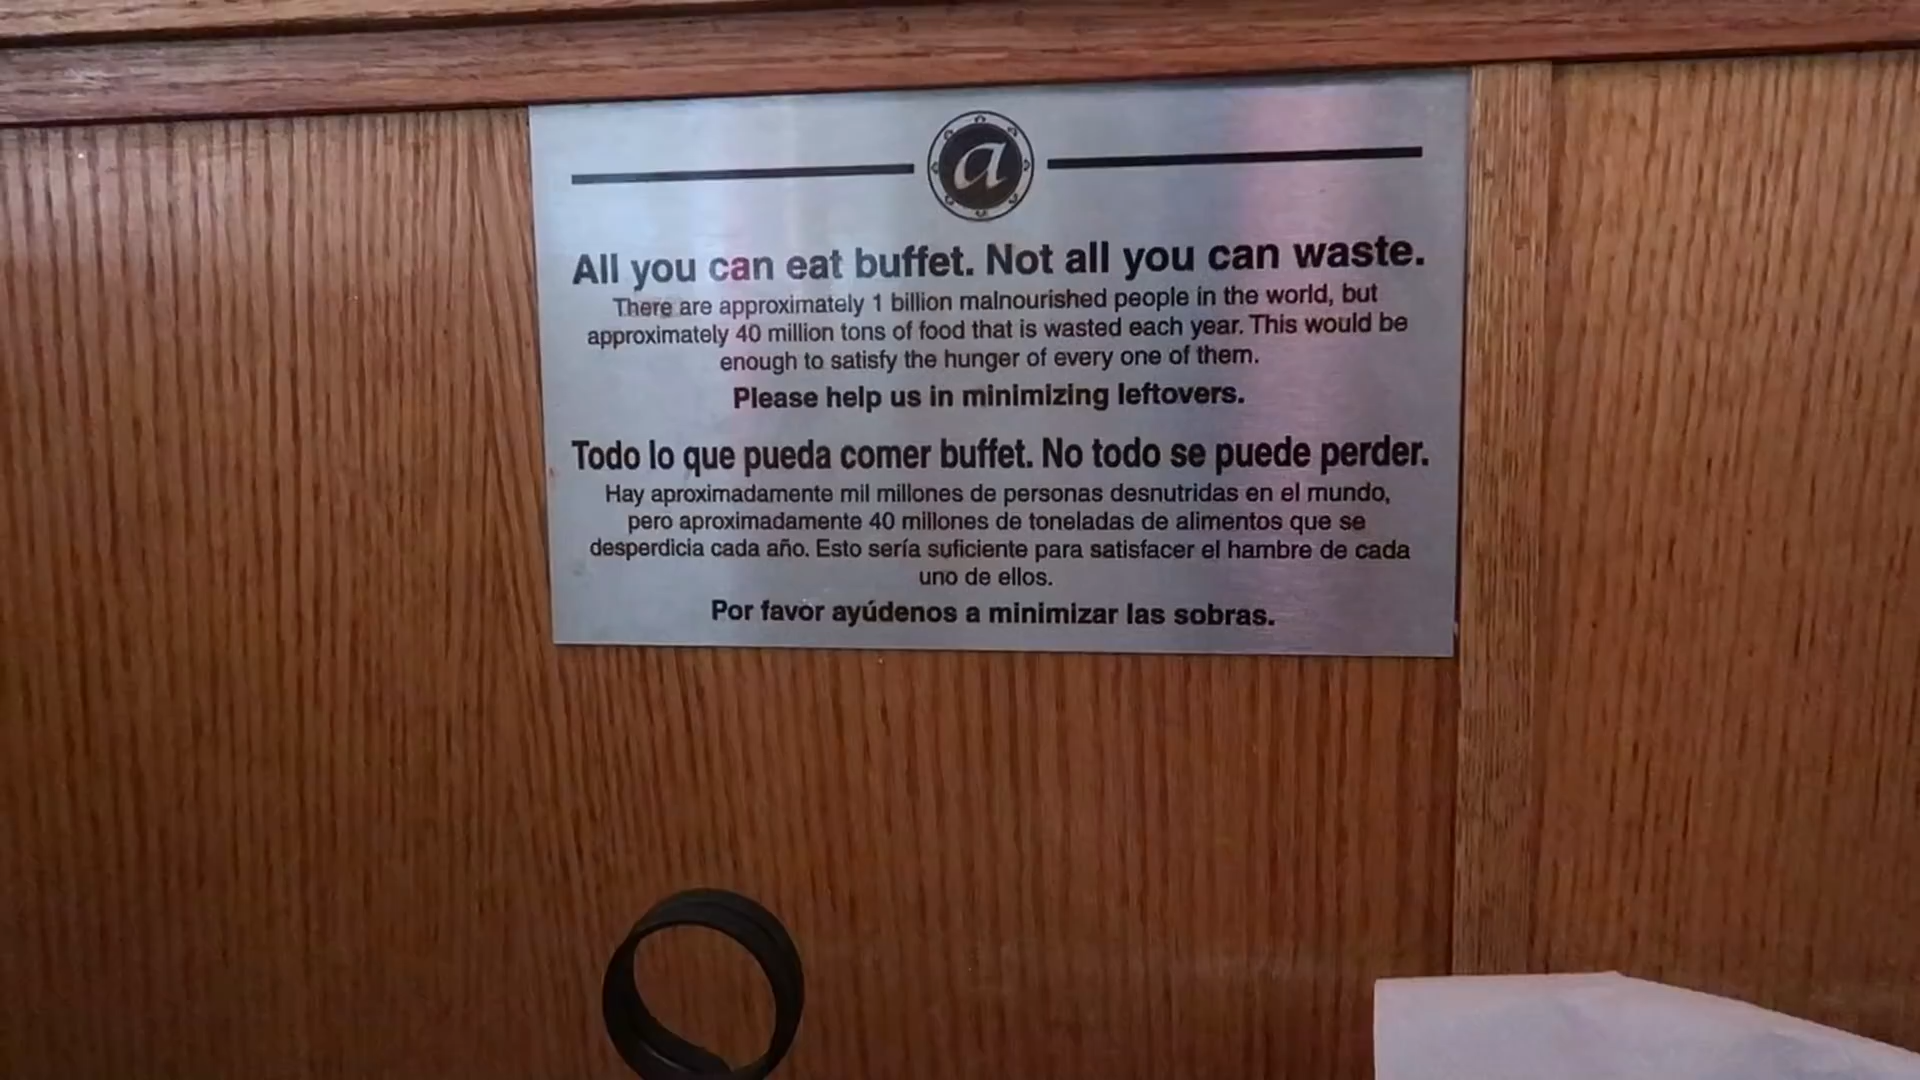 a
All you can eat buffet. Not all you can waste.
There are approximately 1 billion malnourished people in the world, but
approximately 40 million tons of food that is wasted each year. This would be
enough to satisfy the hunger of every one of them.
Please help us in minimizing leftovers.
Todo lo que pueda comer buffet. No todo se puede perder.
Hay aproximadamente mil millones de personas desnutridas en el mundo,
pero aproximadamente 40 millones de toneladas de alimentos que se
desperdicia cada año. Esto sería suficiente para satisfacer el hambre de cada
uno de ellos.
Por favor ayúdenos a minimizar las sobras.